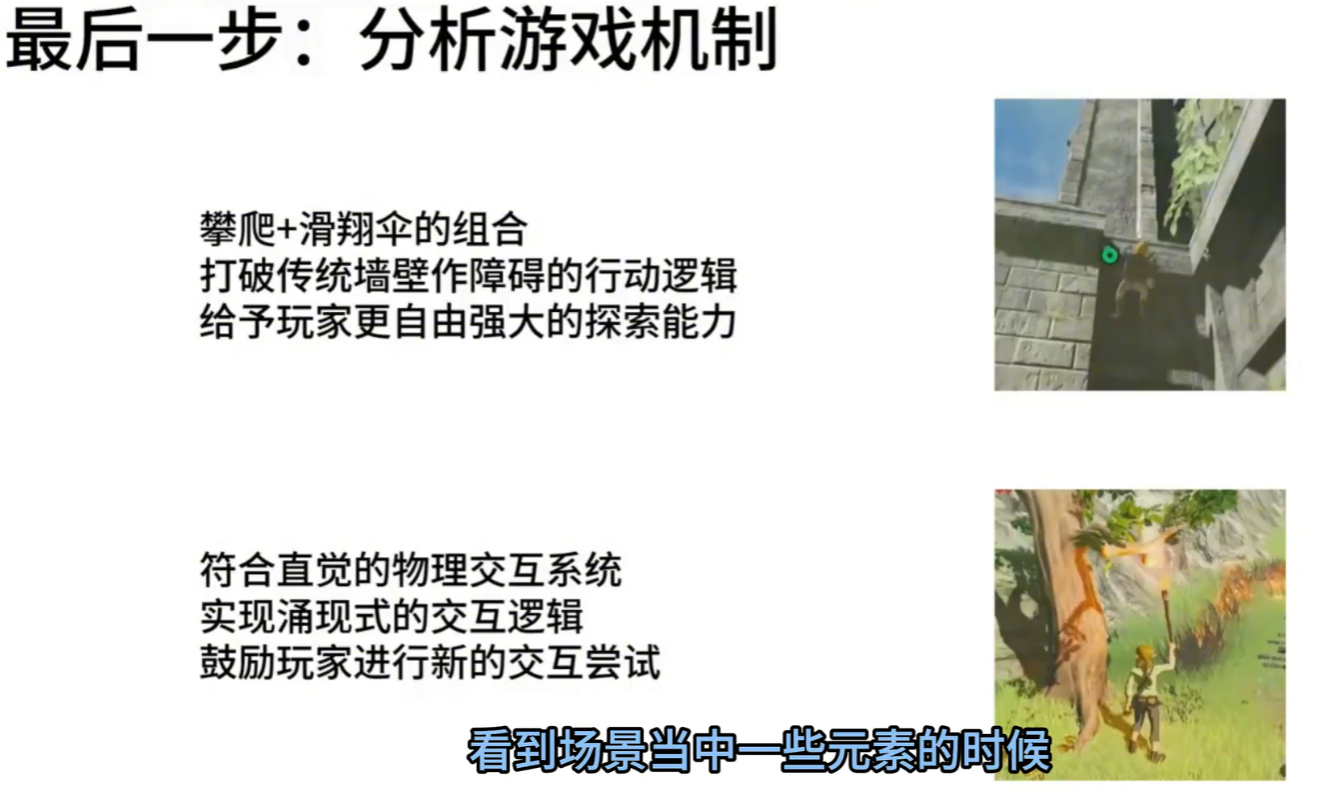 最后一步：分析游戏机制
攀爬+滑翔伞的组合
打破传统墙壁作障碍的行动逻辑
给予玩家更自由强大的探索能力
符合直觉的物理交互系统
实现涌现式的交互逻辑
鼓励玩家进行新的交互尝试
看到场景当中一些元素的时候